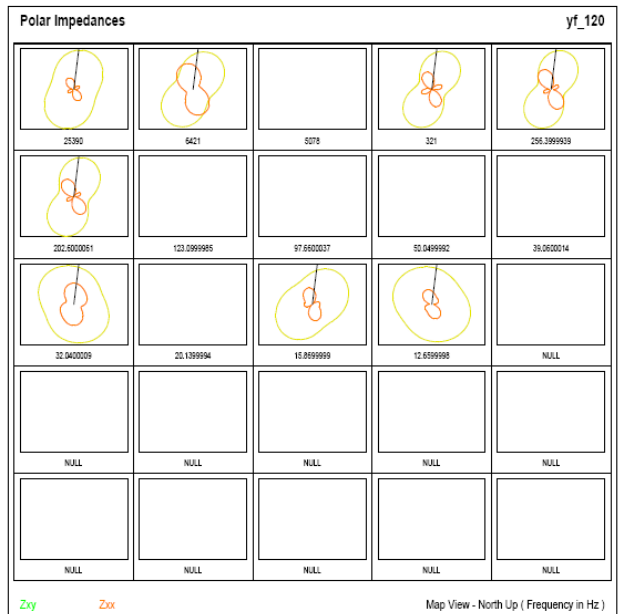 Polar Impedances yf_120
25390 6421 5078 321 256.3999939
202.6000061 123.0999985 97.6600037 50.0499992 39.0600014
32.0400009 20.1399994 15.8699999 12.6599998 NULL
NULL NULL NULL NULL NULL
NULL NULL NULL NULL NULL
Zxy Zxx Map View - North Up ( Frequency in Hz )